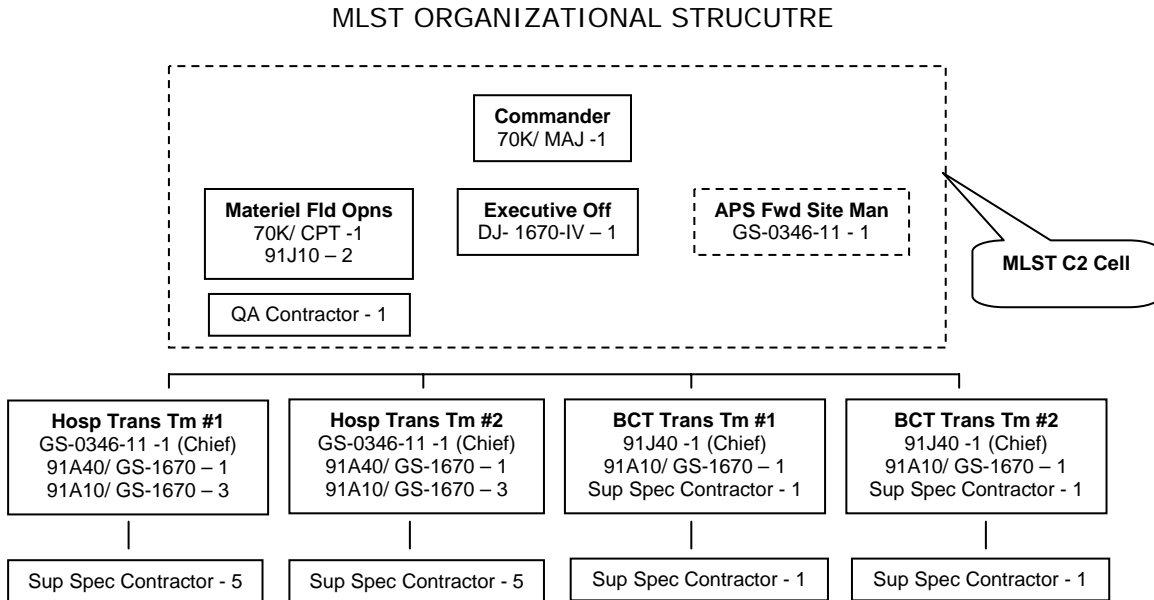 MLST ORGANIZATIONAL STRUCUTRE
Commander
70K/ MAJ -1
Materiel Fld Opns
70K/ CPT -1
91J10 – 2
Executive Off
DJ- 1670-IV – 1
APS Fwd Site Man
GS-0346-11 - 1
MLST C2 Cell
QA Contractor - 1
Hosp Trans Tm #1
GS-0346-11 -1 (Chief)
91A40/ GS-1670 – 1
91A10/ GS-1670 – 3
Hosp Trans Tm #2
GS-0346-11 -1 (Chief)
91A40/ GS-1670 – 1
91A10/ GS-1670 – 3
BCT Trans Tm #1
91J40 -1 (Chief)
91A10/ GS-1670 – 1
Sup Spec Contractor - 1
BCT Trans Tm #2
91J40 -1 (Chief)
91A10/ GS-1670 – 1
Sup Spec Contractor - 1
Sup Spec Contractor - 5
Sup Spec Contractor - 5
Sup Spec Contractor - 1
Sup Spec Contractor - 1